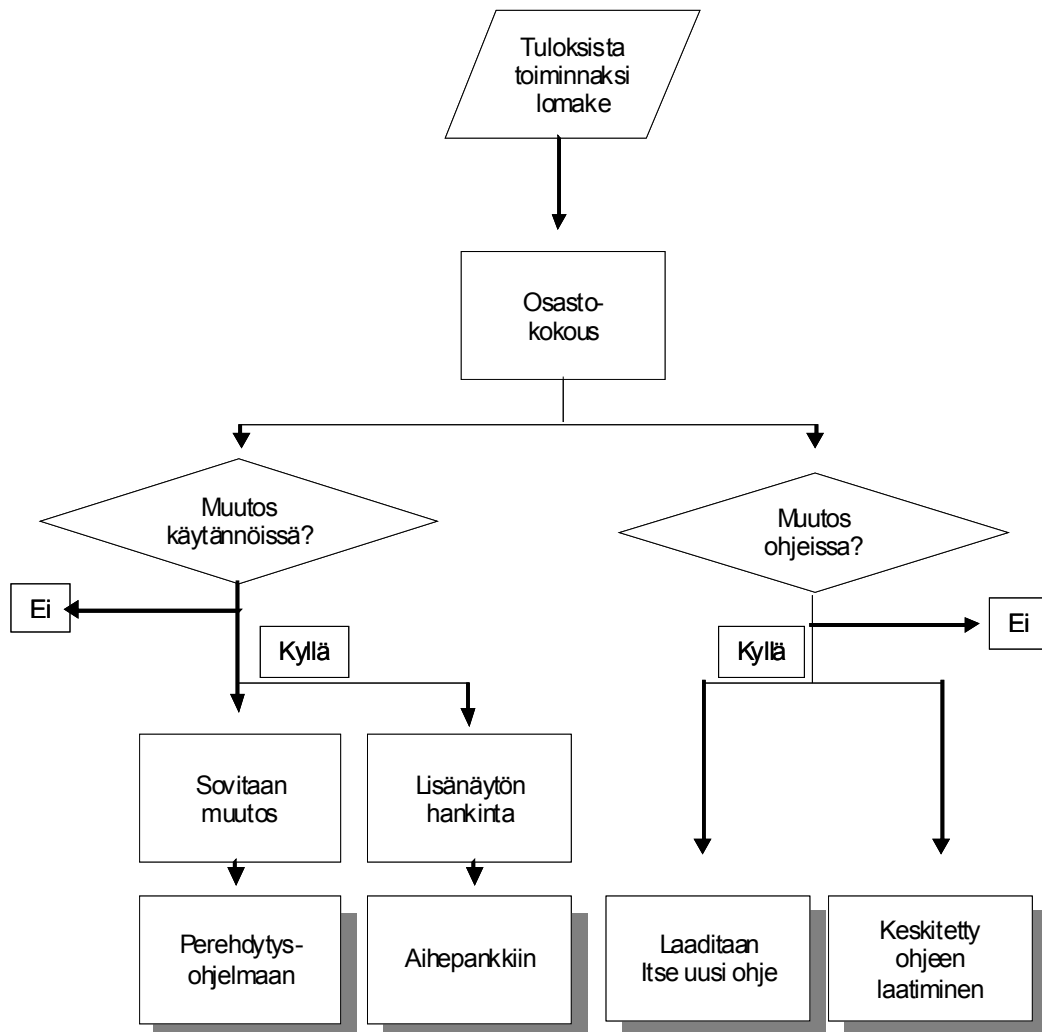 Tuloksista
toiminnaksi
lomake
Osasto-
kokous
Muutos
käytännöissä?
Muutos
ohjeissa?
Ei
Ei
Kyllä
Kyllä
Sovitaan
muutos
Lisänäytön
hankinta
Perehdytys-
ohjelmaan
Aihepankkiin
Laaditaan
Itse uusi ohje
Keskitetty
ohjeen
laatiminen